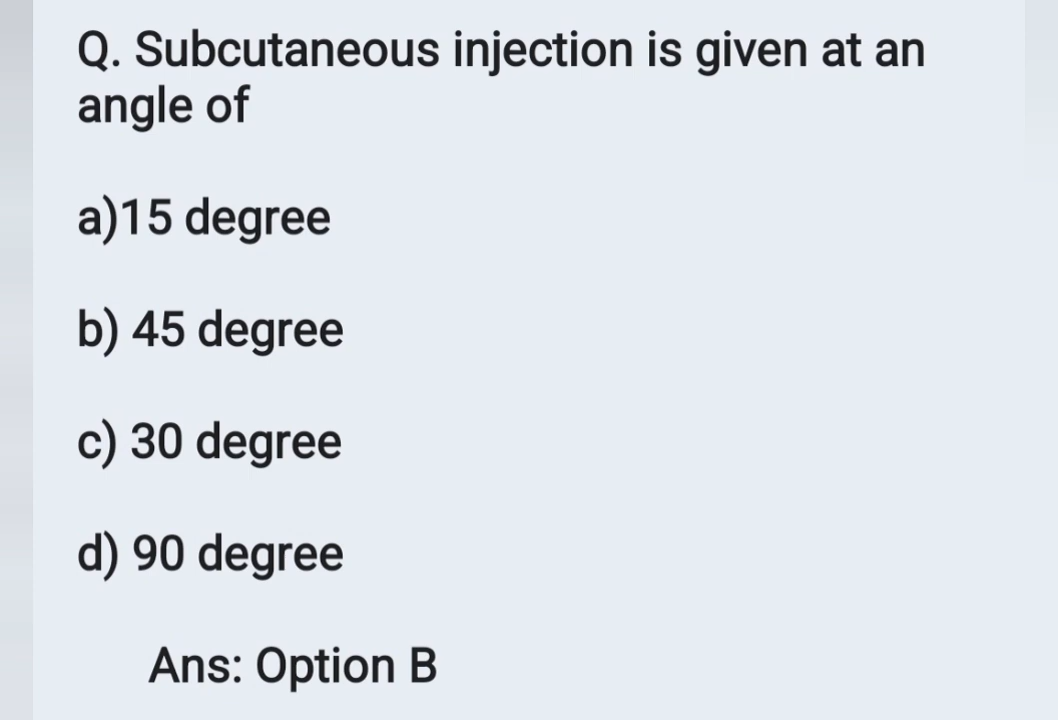 Q. Subcutaneous injection is given at an
angle of
a)15 degree
b) 45 degree
c) 30 degree
d) 90 degree
Ans: Option B